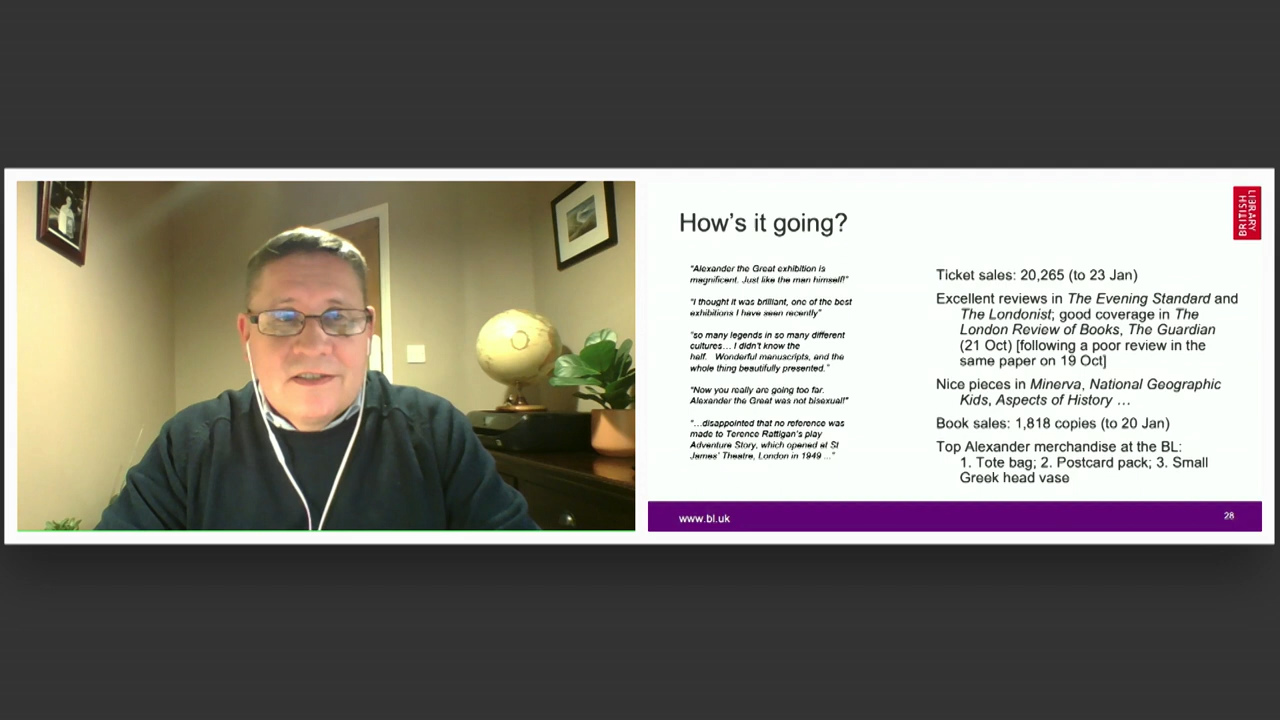 How's it going?
"Alexander the Great exhibition is
magnificent. Just like the man himself!"
"I thought it was brilliant, one of the best
exhibitions I have seen recently"
"so many legends in so many different
cultures… I didn't know the
half. Wonderful manuscripts, and the
whole thing beautifully presented."
"Now you really are going too far.
Alexander the Great was not bisexual!"
"…disappointed that no reference was
made to Terence Rattigan's play
Adventure Story, which opened at St
James' Theatre, London in 1949 …"
Ticket sales: 20,265 (to 23 Jan)
Excellent reviews in The Evening Standard and
The Londonist; good coverage in The
London Review of Books, The Guardian
(21 Oct) [following a poor review in the
same paper on 19 Oct]
Nice pieces in Minerva, National Geographic
Kids, Aspects of History …
Book sales: 1,818 copies (to 20 Jan)
Top Alexander merchandise at the BL:
1. Tote bag; 2. Postcard pack; 3. Small
Greek head vase
BRITISH
LIBRARY
www.bl.uk
28